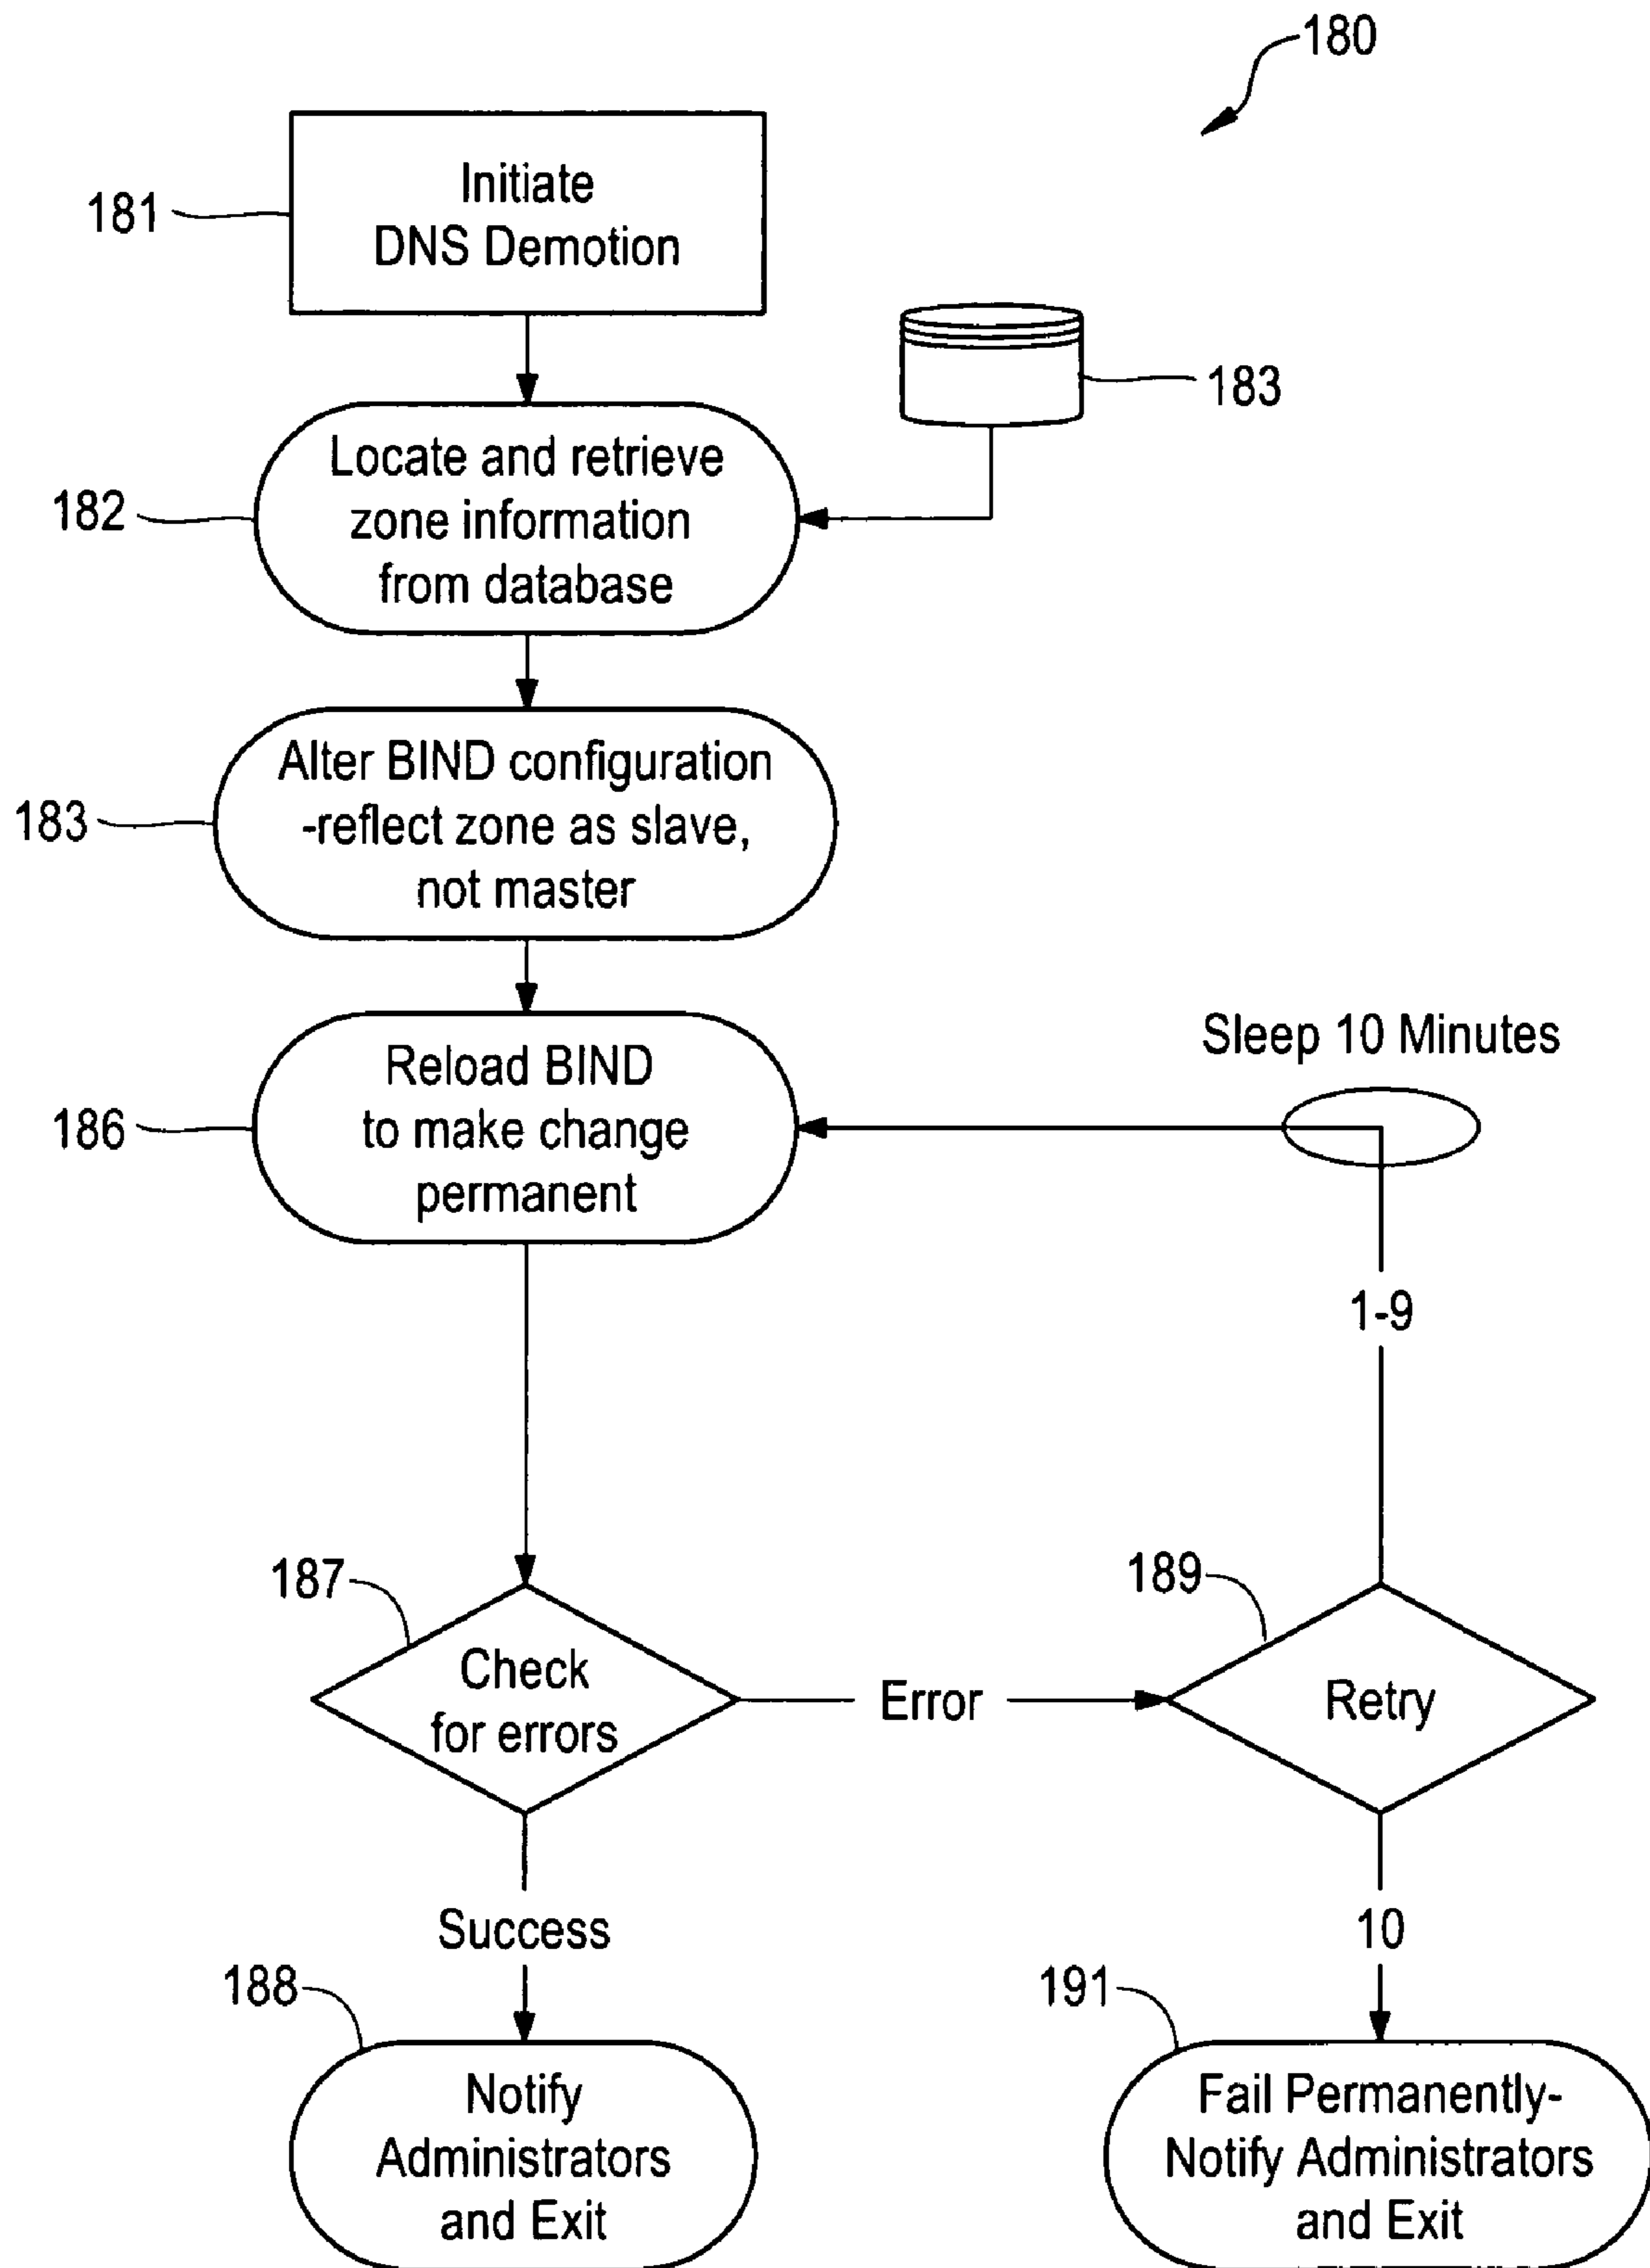 180
Initiate
DNS Demotion
181
183
Locate and retrieve
zone information
from database
182
Alter BIND configuration
-reflect zone as slave,
not master
183
Sleep 10 Minutes
Reload BIND
to make change
permanent
186
1-9
187
189
Check
for errors
Error
Retry
Success
10
188
191
Notify
Administrators
and Exit
Fail Permanently-
Notify Administrators
and Exit